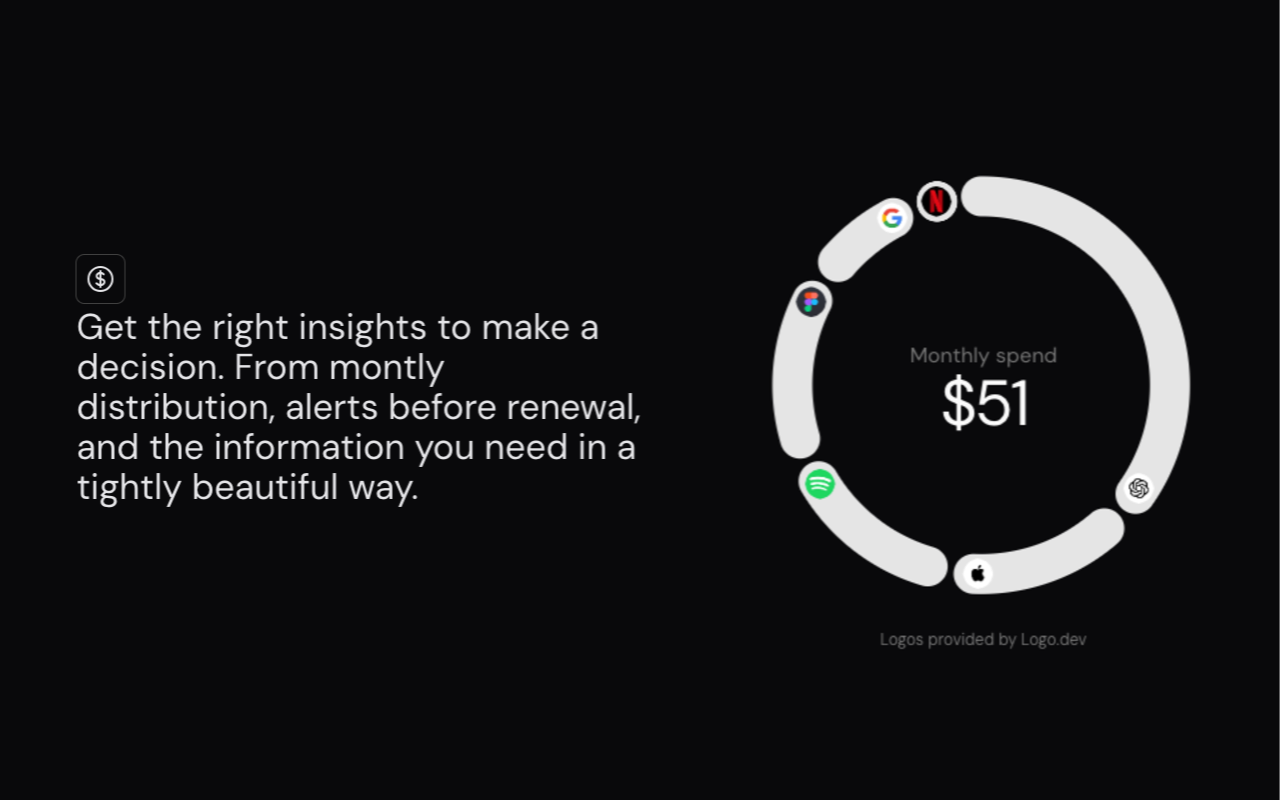 Get the right insights to make a
decision. From montly
distribution, alerts before renewal,
and the information you need in a
tightly beautiful way.
Monthly spend
$51
Logos provided by Logo.dev